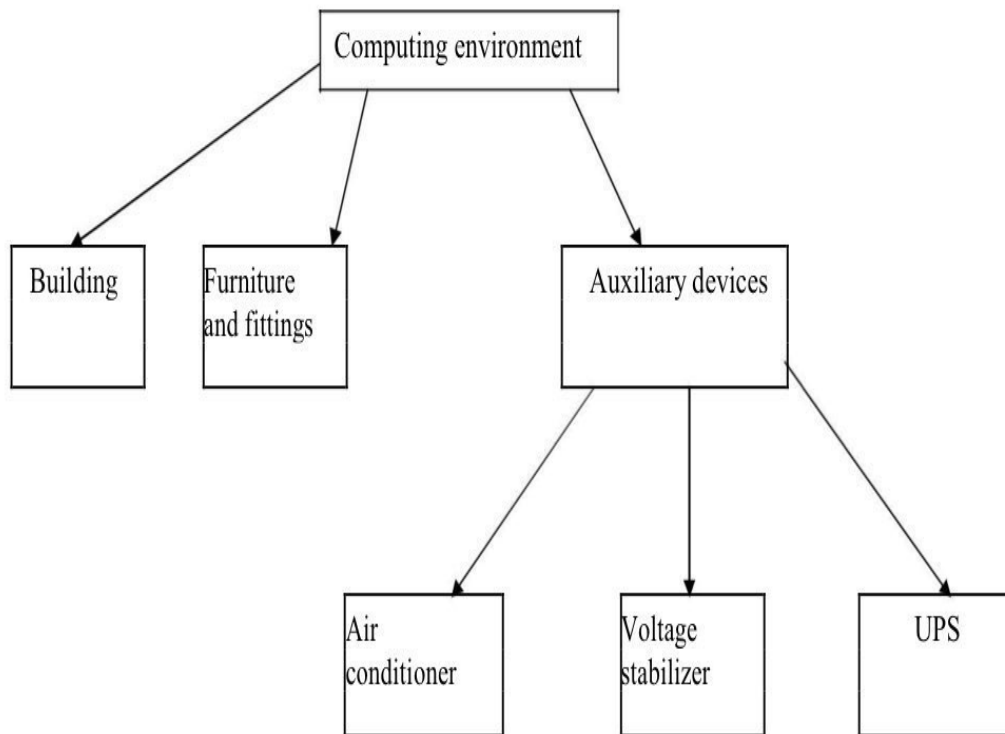 Computing environment
Building
Furniture
and fittings
Auxiliary devices
Air
conditioner
Voltage
stabilizer
UPS